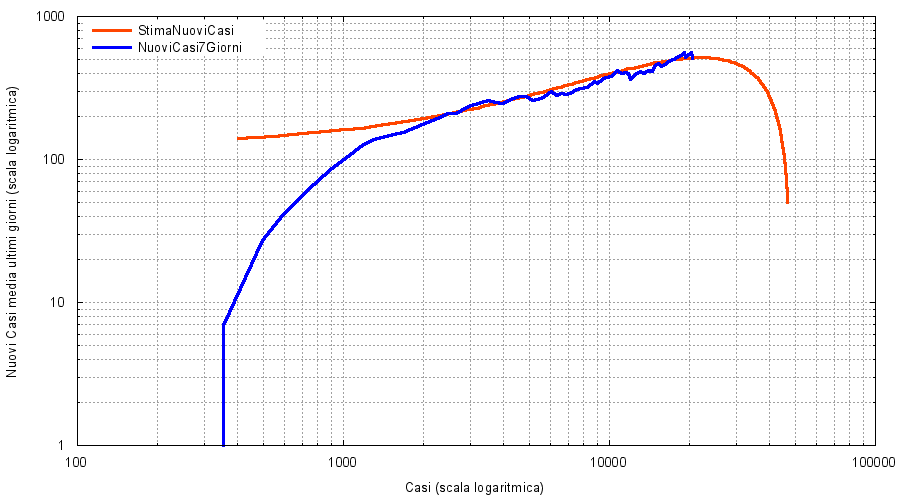 1000
StimaNuoviCasi
NuoviCasi7Giorni
100
10
1
100
1000
10000
100000
Nuovi Casi media ultimi giorni (scala logaritmica)
Casi (scala logaritmica)